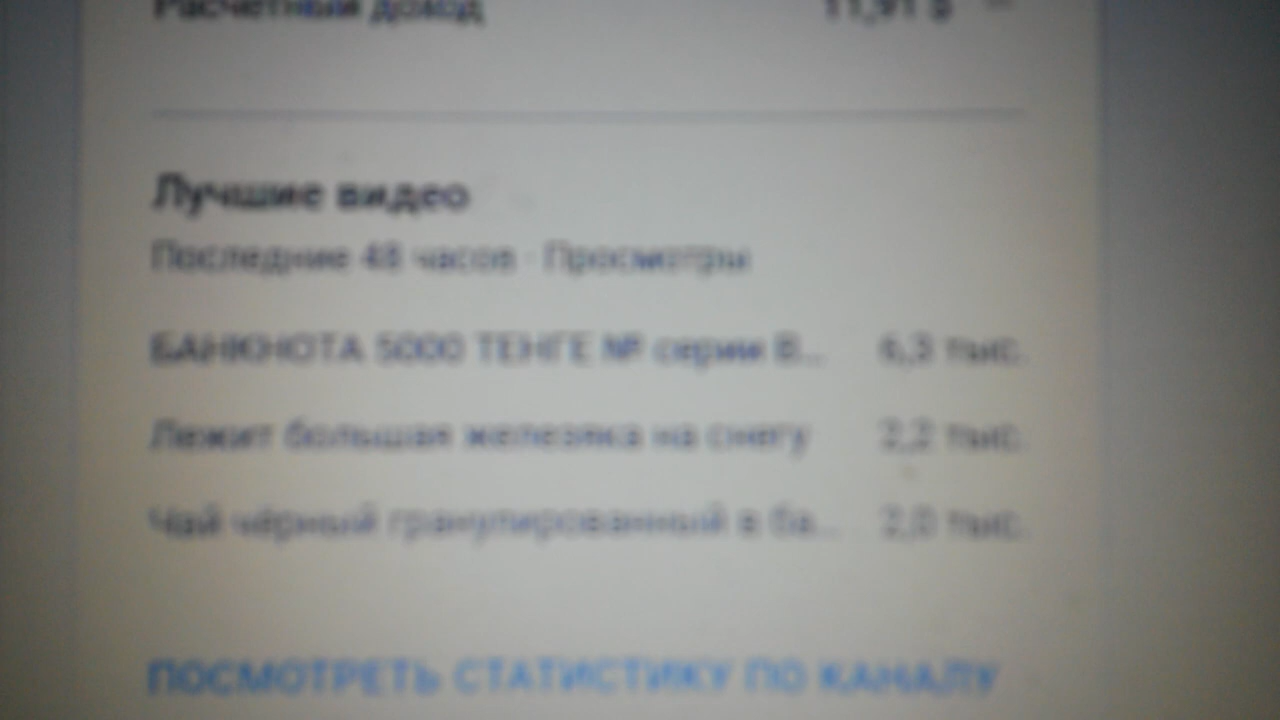 Расчетный доход 11,91 $ —
Лучшие видео
Последние 48 часов · Просмотры
БАНКНОТА 5000 ТЕНГЕ № серии В... 6,3 тыс.
Лежит большая железяка на снегу 2,2 тыс.
Чай чёрный гранулированный в ба... 2,0 тыс.
ПОСМОТРЕТЬ СТАТИСТИКУ ПО КАНАЛУ